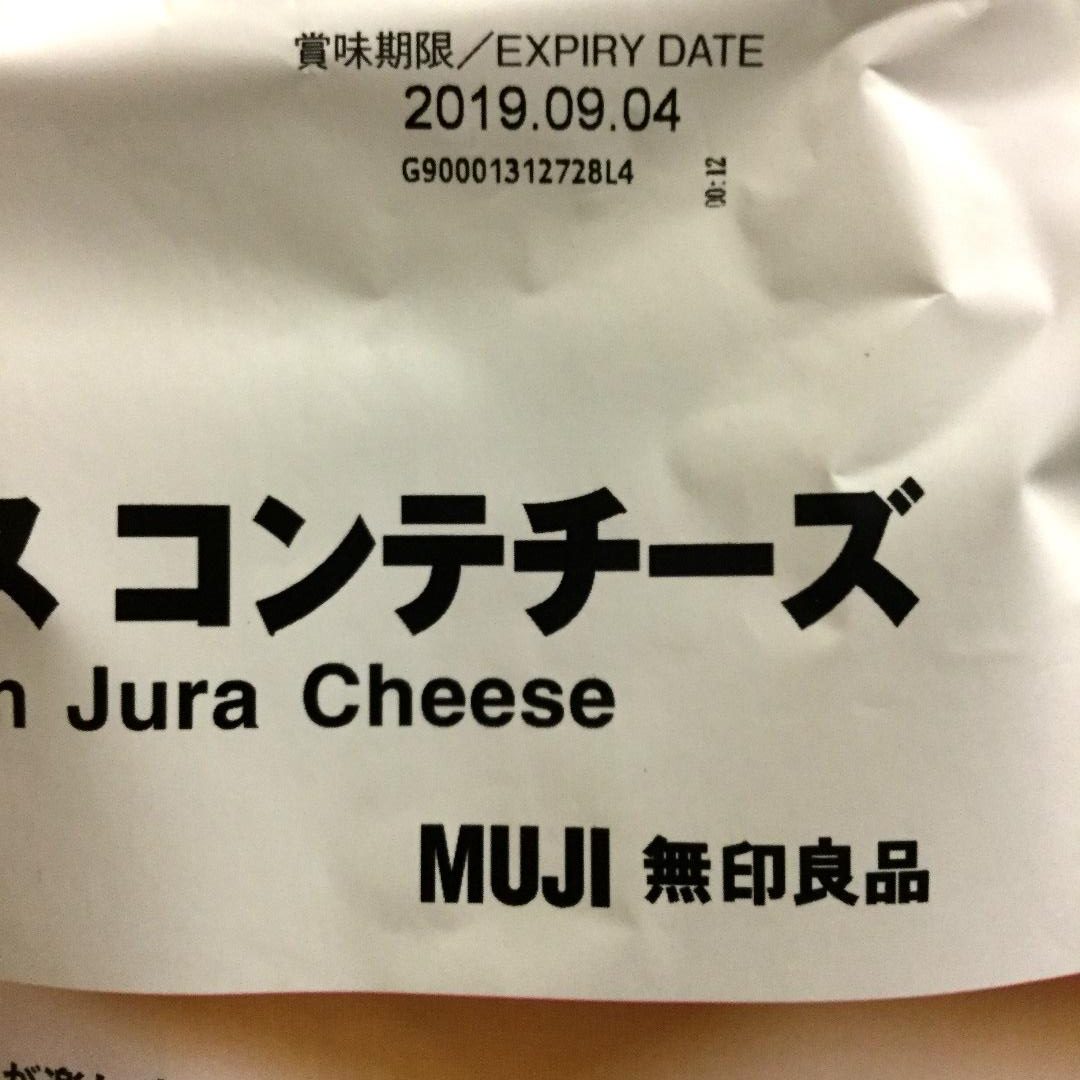 賞味期限／EXPIRY DATE
2019.09.04
G90001312728L4
00:12
ス コンテチーズ
n Jura Cheese
MUJI 無印良品